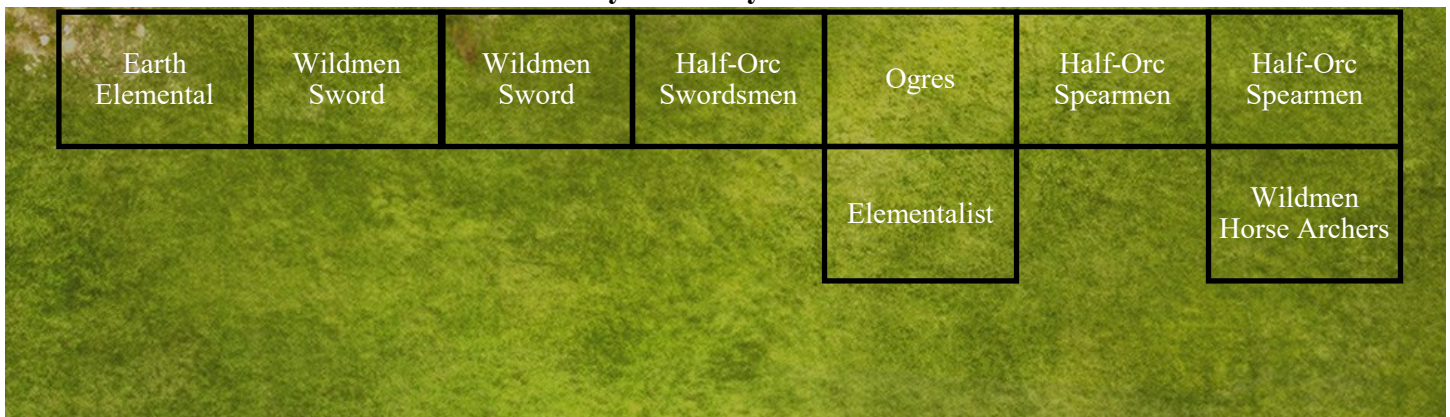 Earth
Elemental
Wildmen
Sword
Wildmen
Sword
Half-Orc
Swordsmen
Ogres
Half-Orc
Spearmen
Half-Orc
Spearmen
Elementalist
Wildmen
Horse Archers